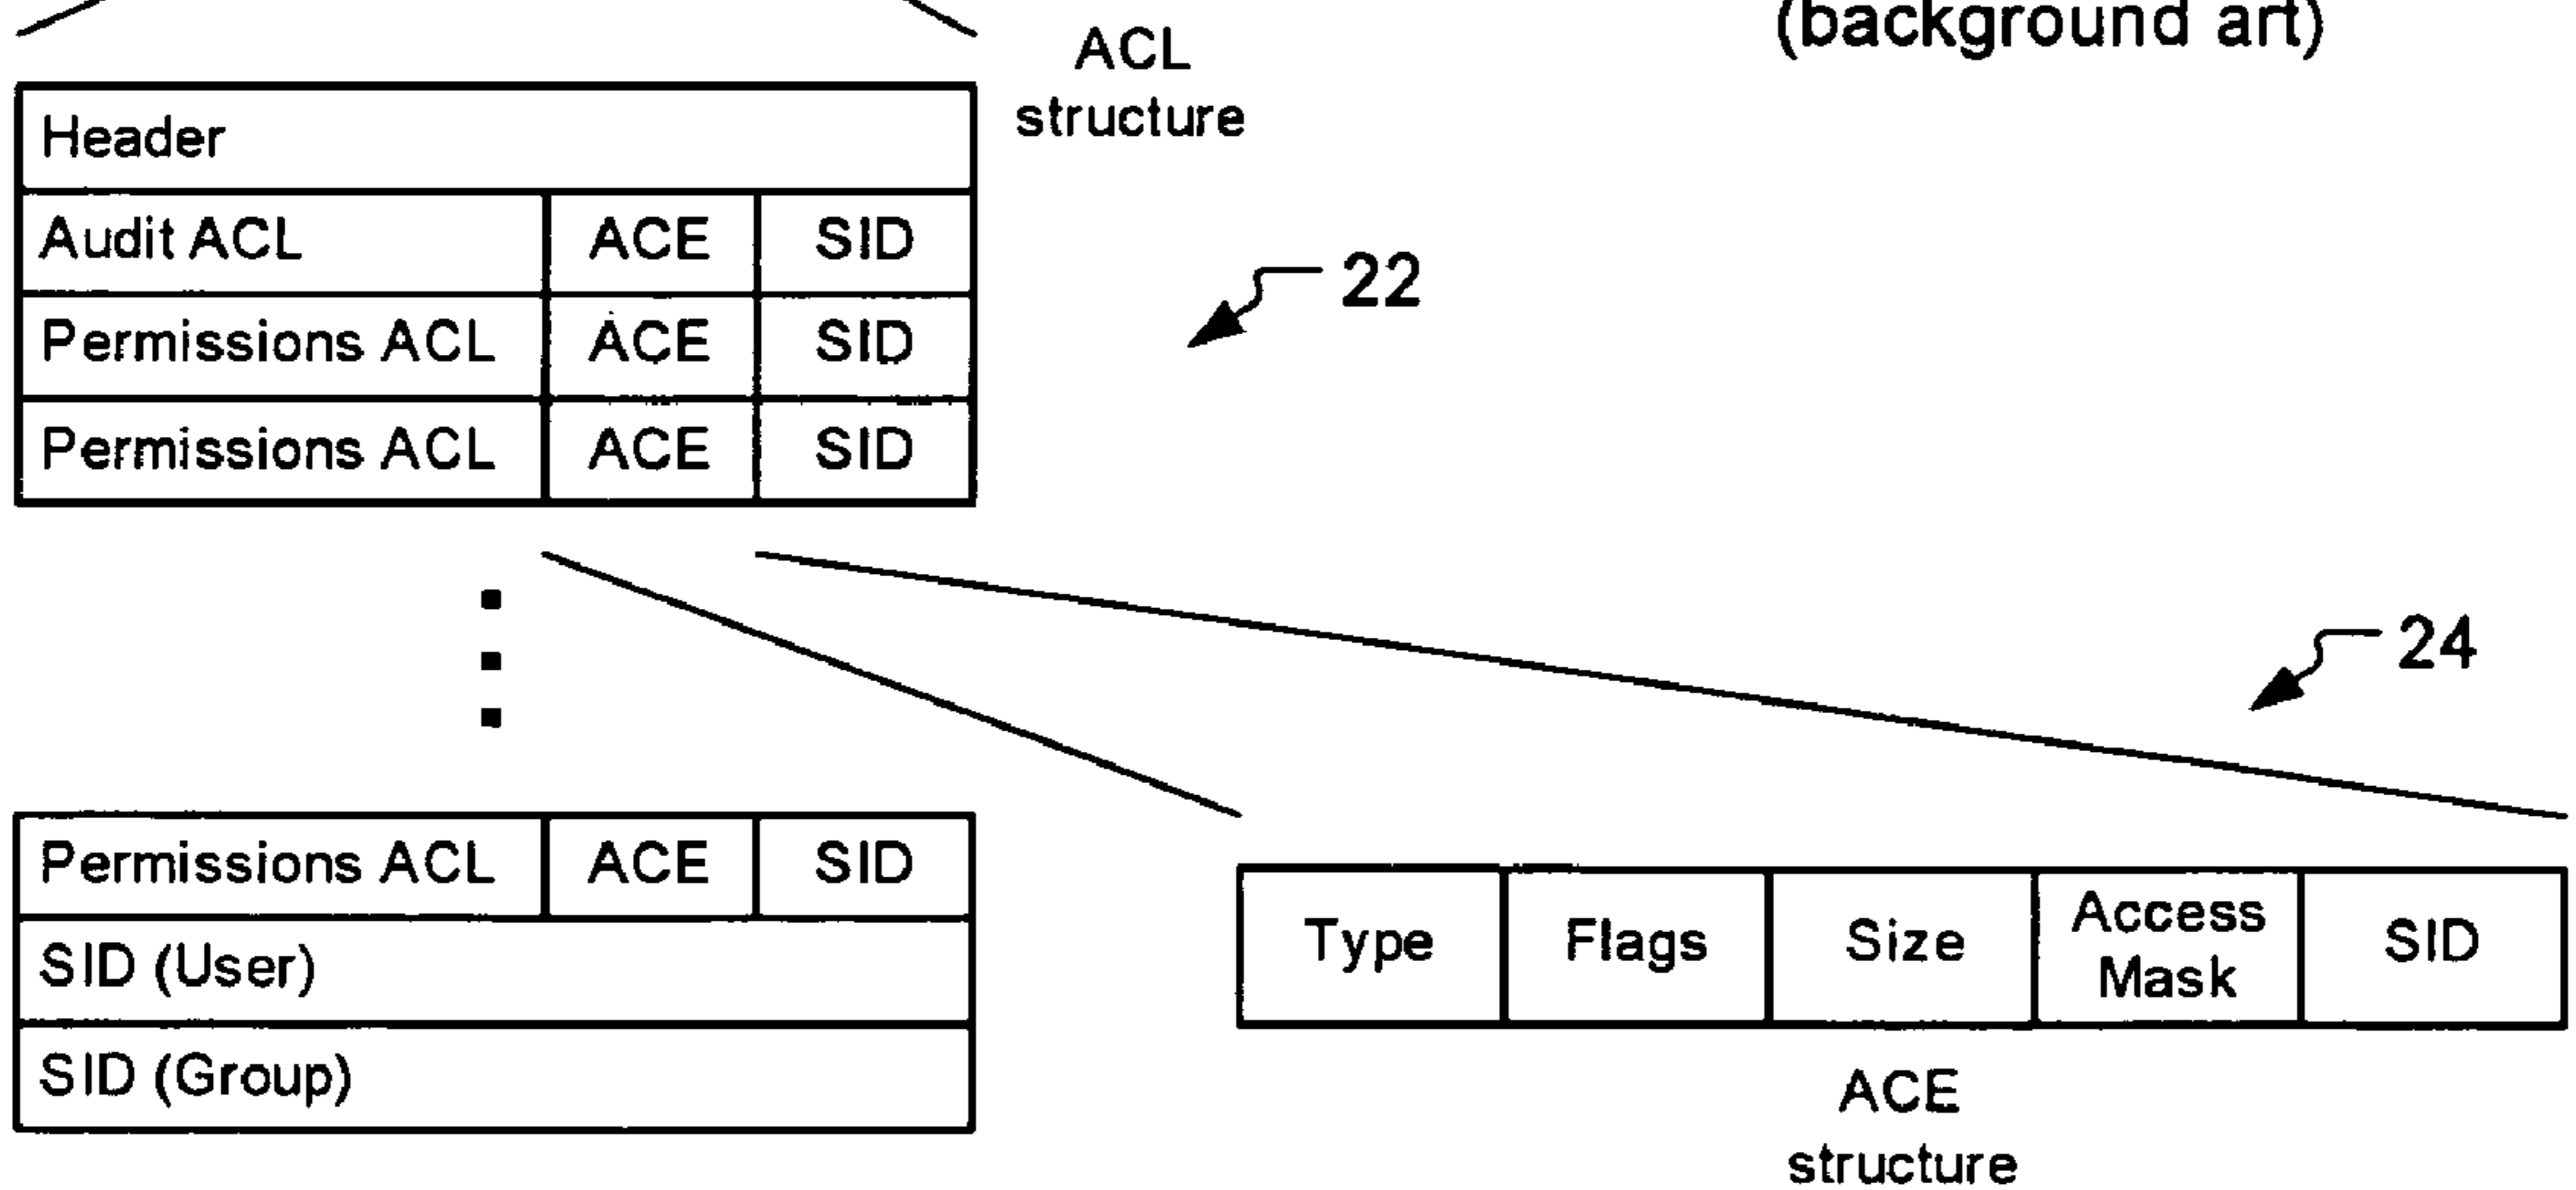 (background art)
ACL
structure
Header
Audit ACL ACE SID
Permissions ACL ACE SID
Permissions ACL ACE SID
22
24
Permissions ACL ACE SID
SID (User)
SID (Group)
Type Flags Size Access Mask SID
ACE
structure